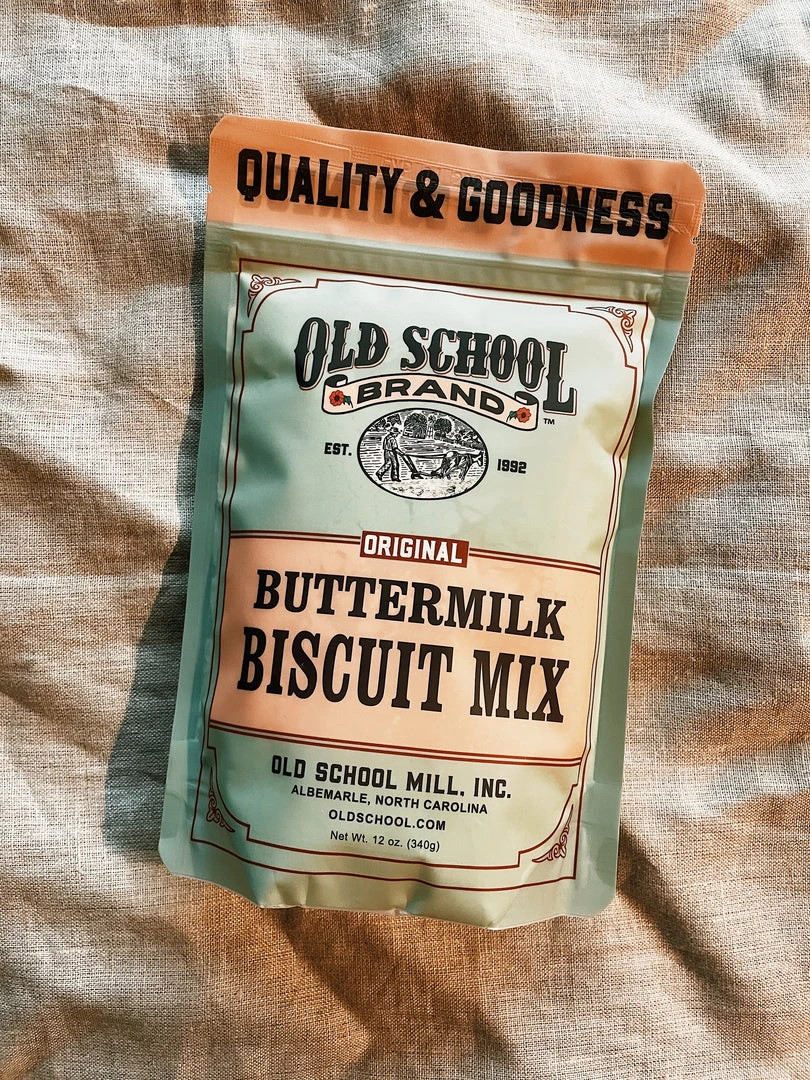 QUALITY & GOODNESS
OLD SCHOOL
BRAND
™
EST. 1992
ORIGINAL
BUTTERMILK
BISCUIT MIX
OLD SCHOOL MILL, INC.
ALBEMARLE, NORTH CAROLINA
OLDSCHOOL.COM
Net Wt. 12 oz. (340g)